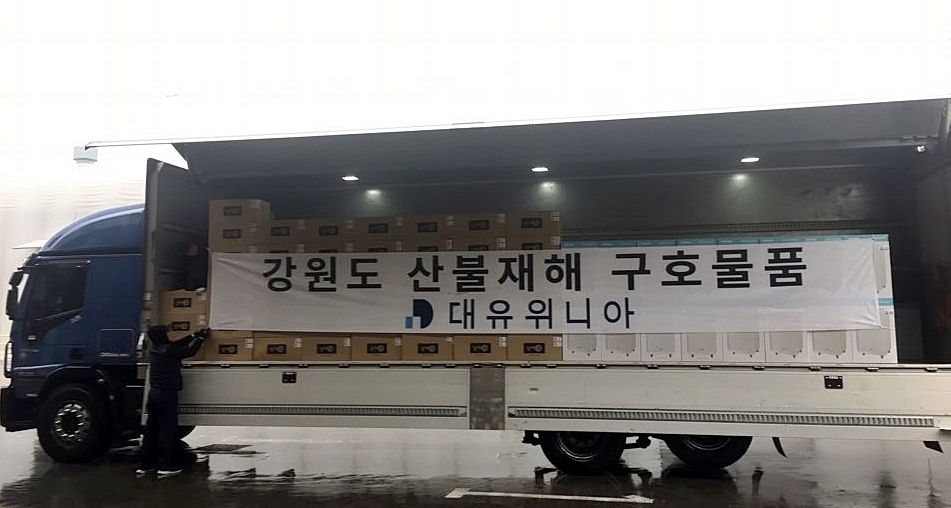 강원도 산불재해 구호물품
대유위니아